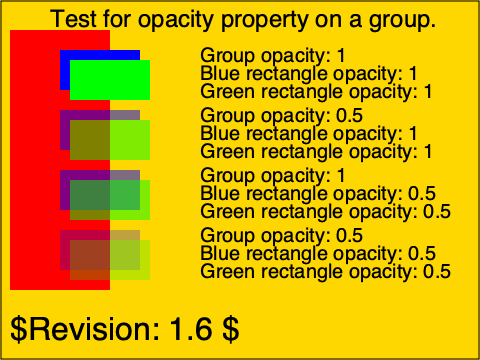 Test for opacity property on a group.
Group opacity: 1
Blue rectangle opacity: 1
Green rectangle opacity: 1
Group opacity: 0.5
Blue rectangle opacity: 1
Green rectangle opacity: 1
Group opacity: 1
Blue rectangle opacity: 0.5
Green rectangle opacity: 0.5
Group opacity: 0.5
Blue rectangle opacity: 0.5
Green rectangle opacity: 0.5
$Revision: 1.6 $